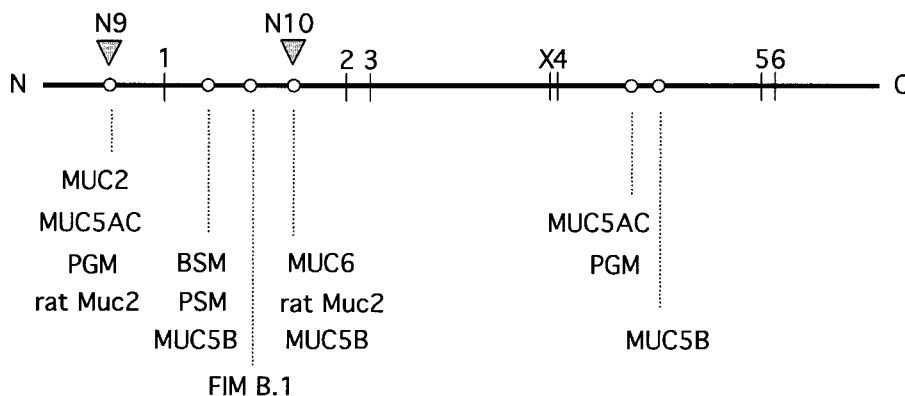 N9 N10
1 2 3 X4 56
N C
MUC2
MUC5AC MUC5AC
PGM BSM MUC6 PGM
rat Muc2 PSM rat Muc2
MUC5B MUC5B MUC5B
FIM B.1